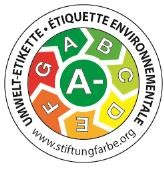 UMWELT-ETIKETTE • ÉTIQUETTE ENVIRONNEMENTALE
A B C D E F G
A-
www.stiftungfarbe.org